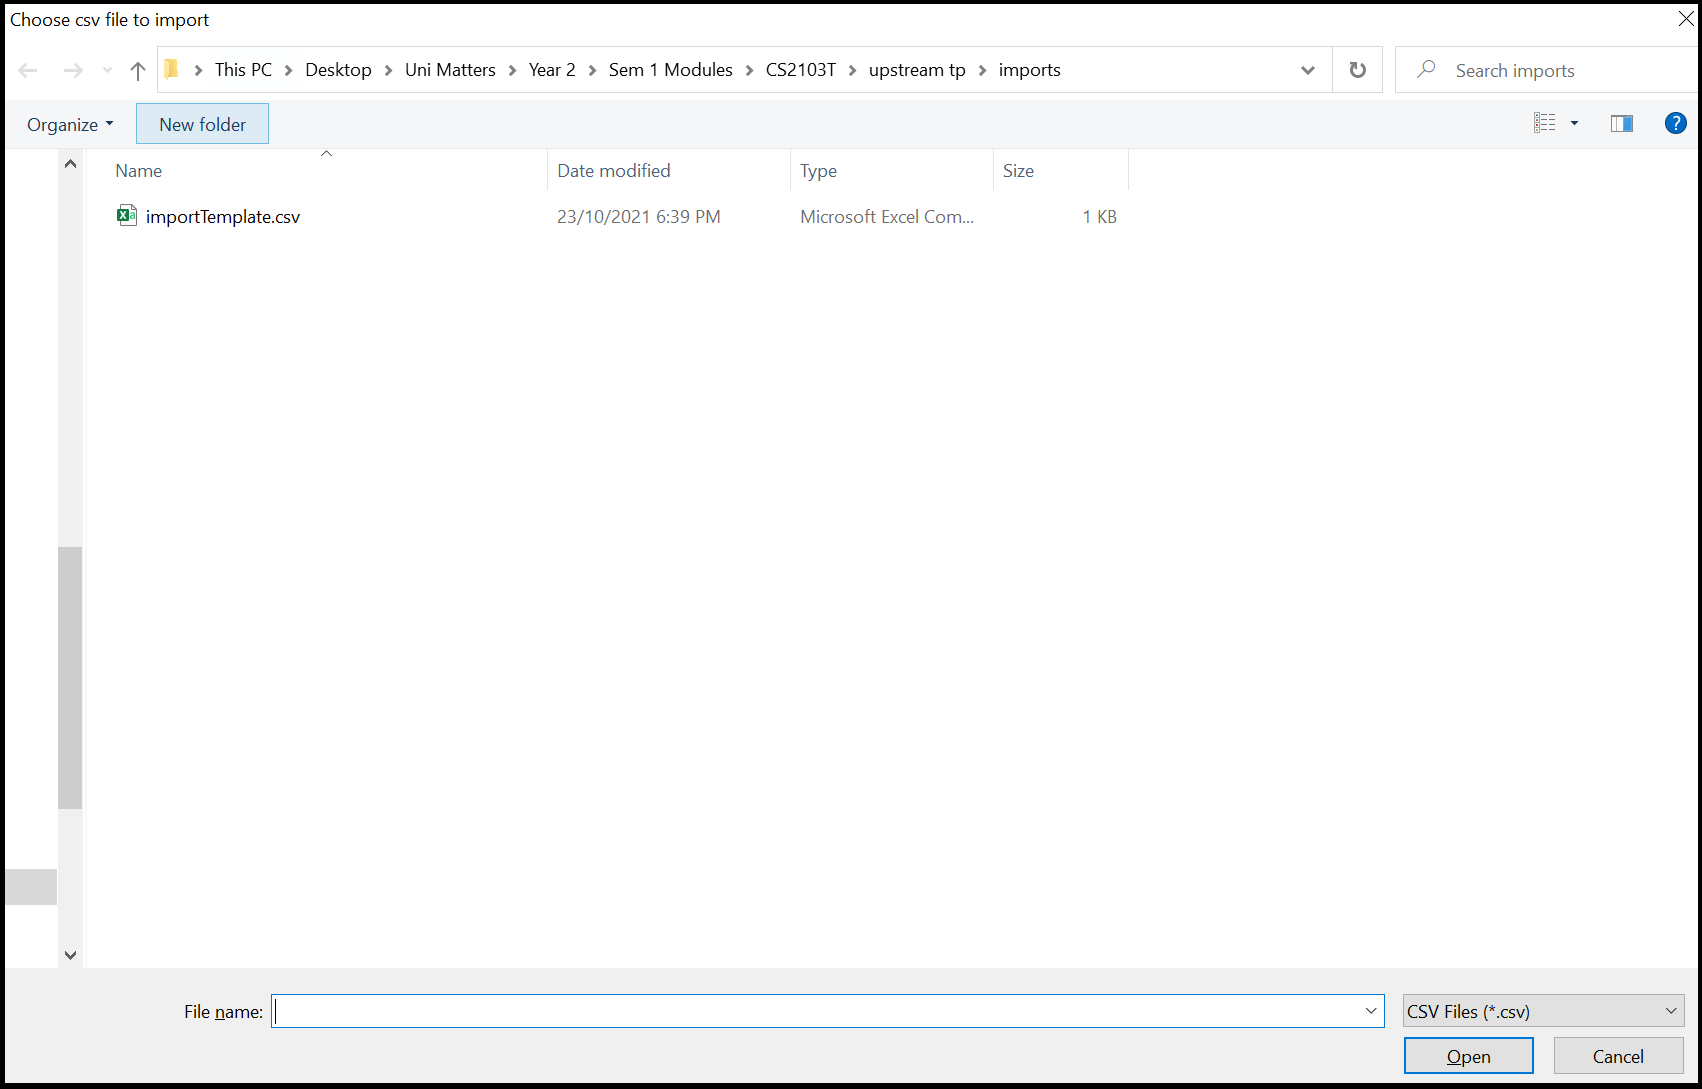 Choose csv file to import
This PC Desktop Uni Matters Year 2 Sem 1 Modules CS2103T upstream tp imports Search imports
Organize New folder ?
Name Date modified Type Size
importTemplate.csv 23/10/2021 6:39 PM Microsoft Excel Com... 1 KB
File name: CSV Files (*.csv)
Open Cancel